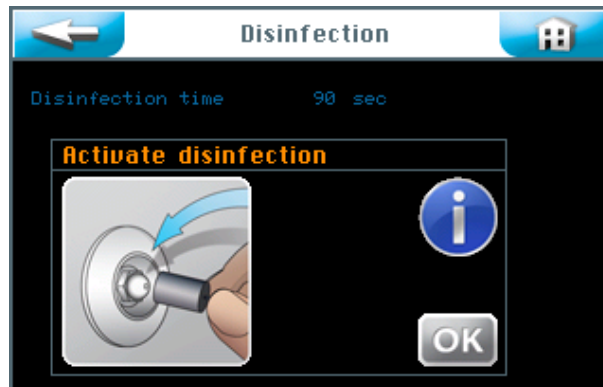 Disinfection
Disinfection time 90 sec
Activate disinfection
i
OK